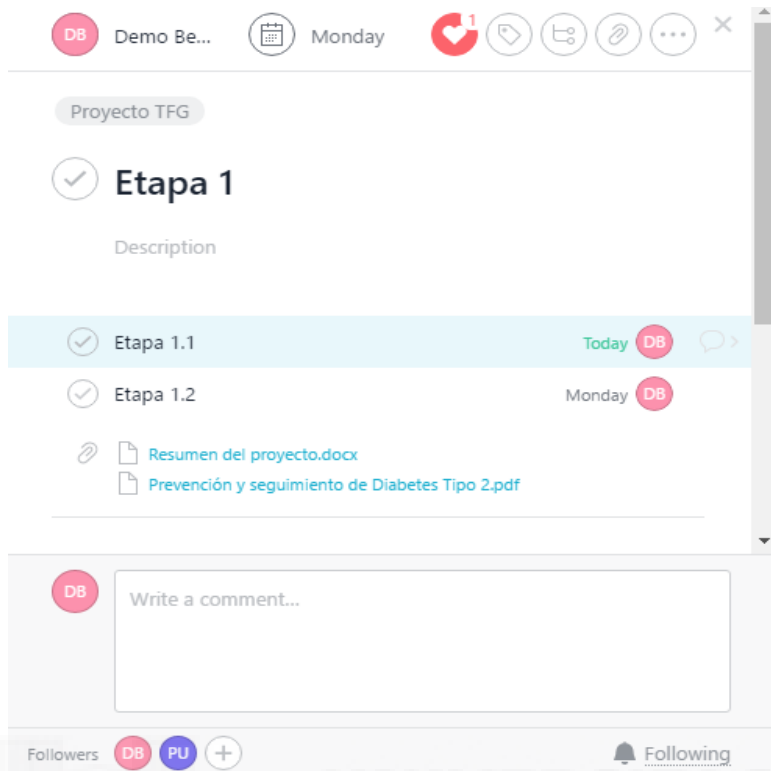 DB Demo Be... Monday 1
Proyecto TFG
Etapa 1
Description
Etapa 1.1 Today DB
Etapa 1.2 Monday DB
Resumen del proyecto.docx
Prevención y seguimiento de Diabetes Tipo 2.pdf
DB Write a comment...
Followers DB PU + Following